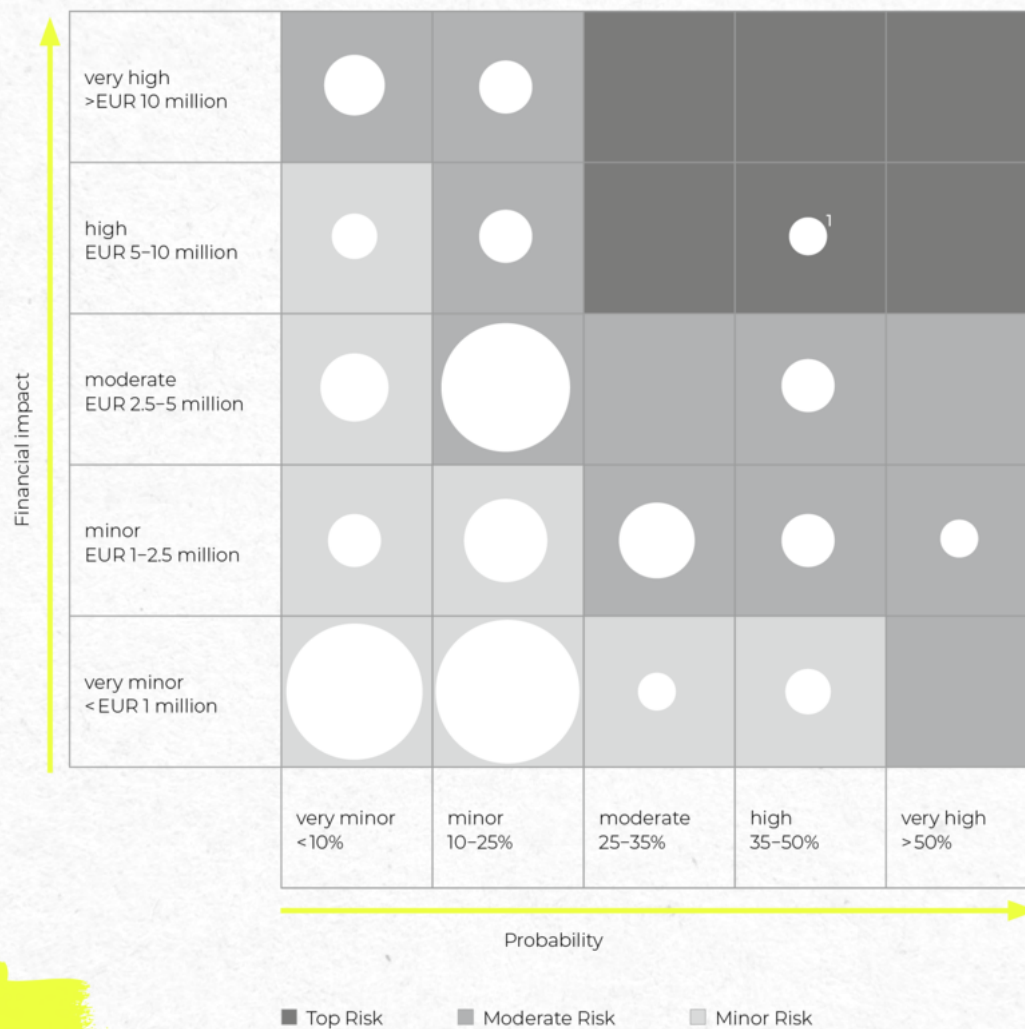 very high
>EUR 10 million
high
EUR 5–10 million
1
moderate
EUR 2.5–5 million
minor
EUR 1–2.5 million
very minor
<EUR 1 million
Financial impact
very minor
<10%
minor
10–25%
moderate
25–35%
high
35–50%
very high
>50%
Probability
Top Risk
Moderate Risk
Minor Risk